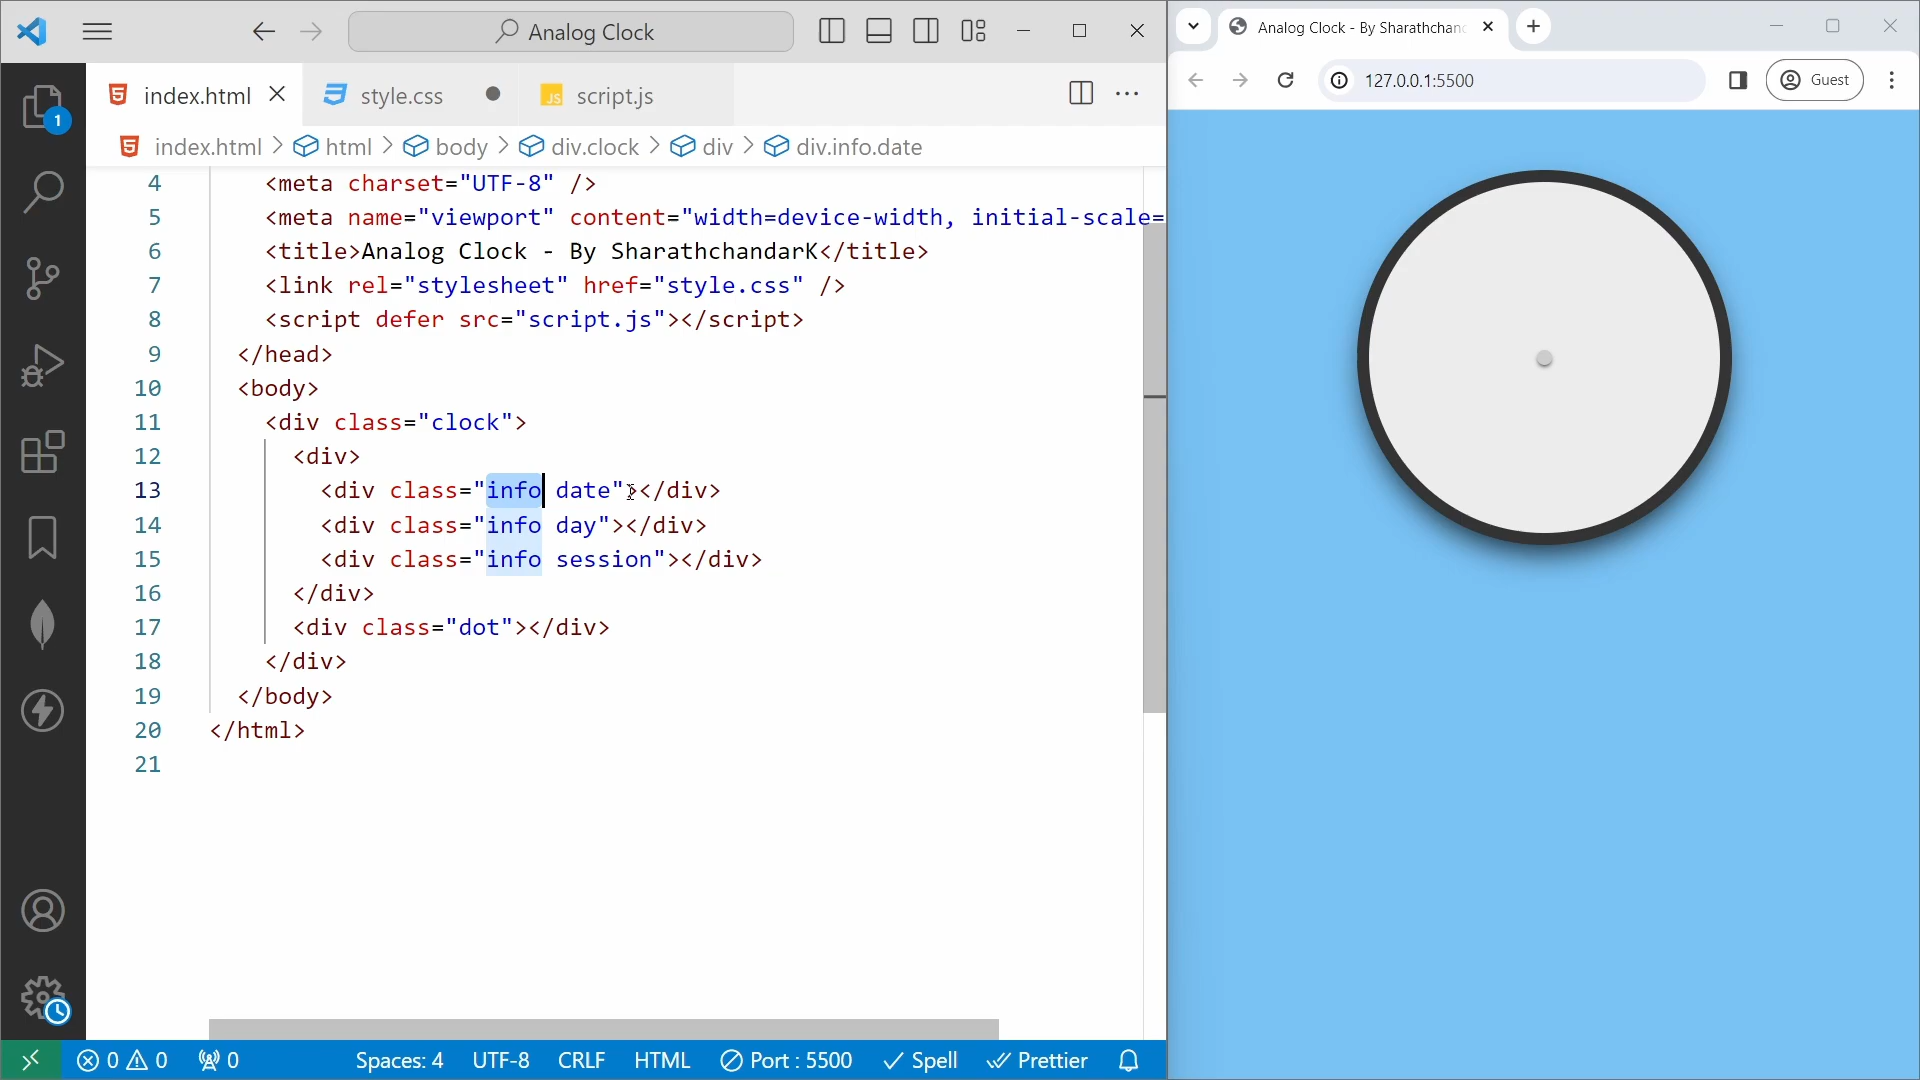 Analog Clock
index.html
style.css
JS script.js
index.html > html > body > div.clock > div > div.info.date
1
4 <meta charset="UTF-8" />
5 <meta name="viewport" content="width=device-width, initial-scale=
6 <title>Analog Clock - By SharathchandarK</title>
7 <link rel="stylesheet" href="style.css" />
8 <script defer src="script.js"></script>
9 </head>
10 <body>
11 <div class="clock">
12 <div>
13 <div class="info date"></div>
14 <div class="info day"></div>
15 <div class="info session"></div>
16 </div>
17 <div class="dot"></div>
18 </div>
19 </body>
20 </html>
21
0 0 0 Spaces: 4 UTF-8 CRLF HTML Port : 5500 Spell Prettier
Analog Clock - By Sharathchan
127.0.0.1:5500
Guest